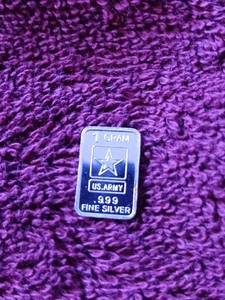 1 GRAM
U.S. ARMY
.999
FINE SILVER